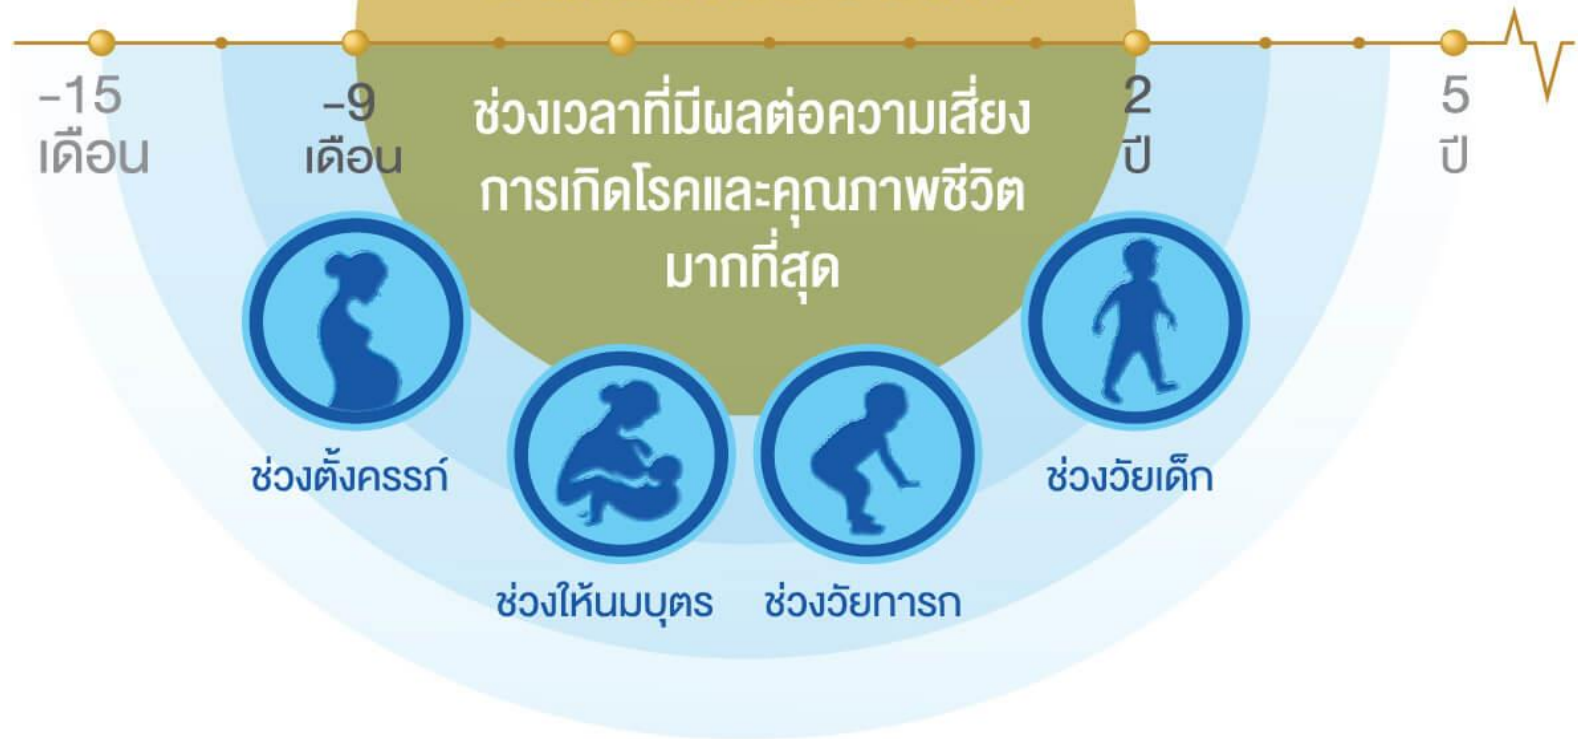 -15
เดือน
-9
เดือน
ช่วงเวลาที่มีผลต่อความเสี่ยง
การเกิดโรคและคุณภาพชีวิต
มากที่สุด
2
ปี
5
ปี
ช่วงตั้งครรภ์
ช่วงให้นมบุตร
ช่วงวัยทารก
ช่วงวัยเด็ก